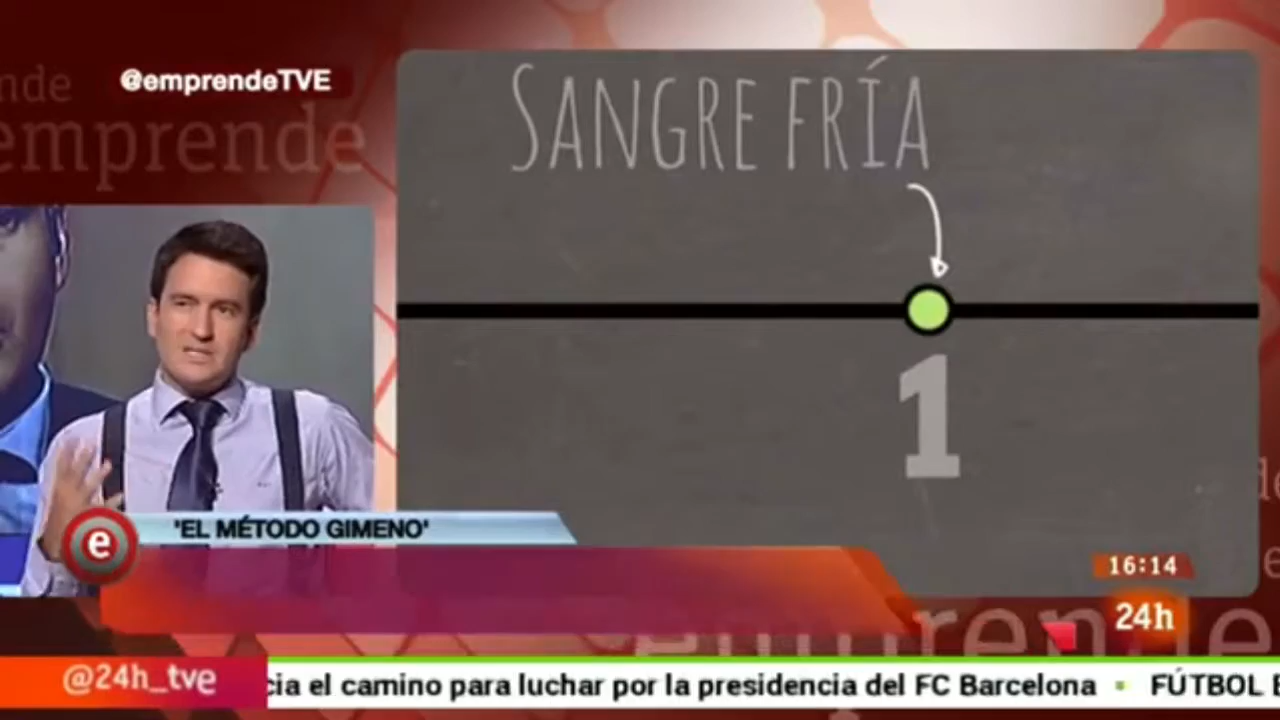 @emprendeTVE
emprende
SANGRE FRÍA
1
e
'EL MÉTODO GIMENO'
16:14
24h
@24h_tve
cia el camino para luchar por la presidencia del FC Barcelona • FÚTBOL